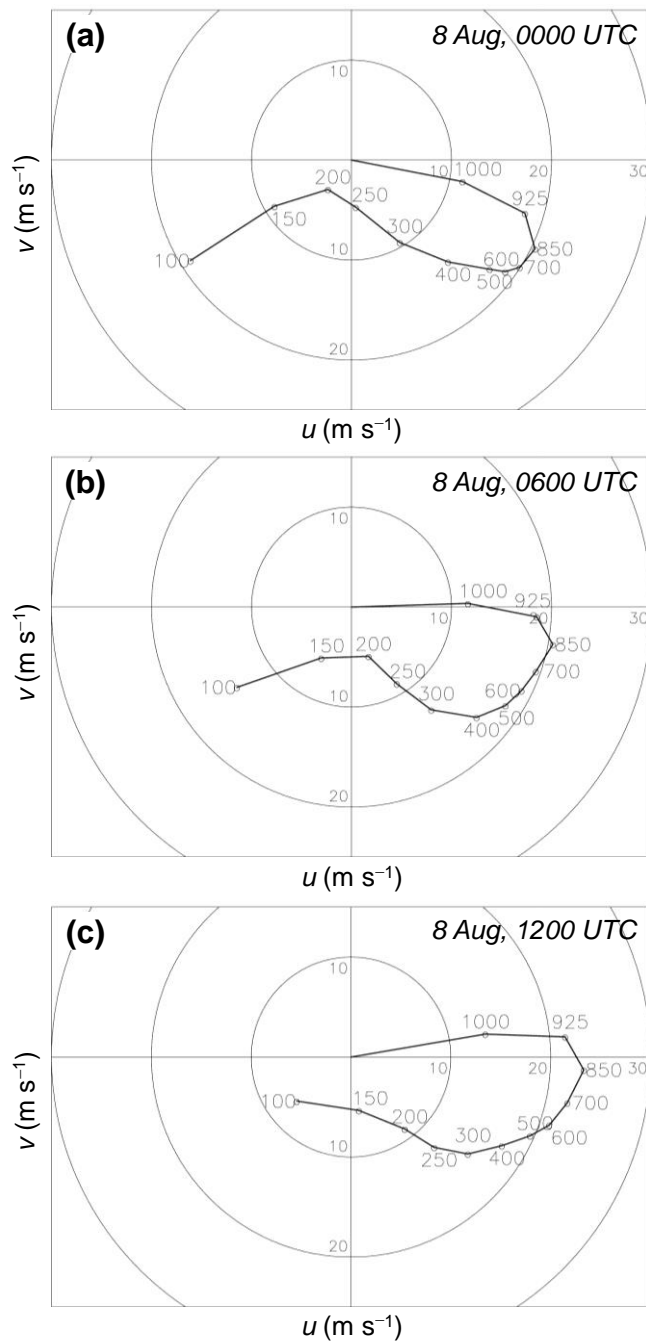 (a) 8 Aug, 0000 UTC
10
10 20 30
1000
200 925
250
150
300 850
100 600 700
400
500 10
20
v (m s⁻¹)
u (m s⁻¹)
(b) 8 Aug, 0600 UTC
10
1000
925
10 20 30
850
150 200
250 700
100 600
300 500
10 400
20
v (m s⁻¹)
u (m s⁻¹)
(c) 8 Aug, 1200 UTC
10
1000 925
10 20 30
850
100 150
700
200 500
600
300
10 250 400
20
v (m s⁻¹)
u (m s⁻¹)